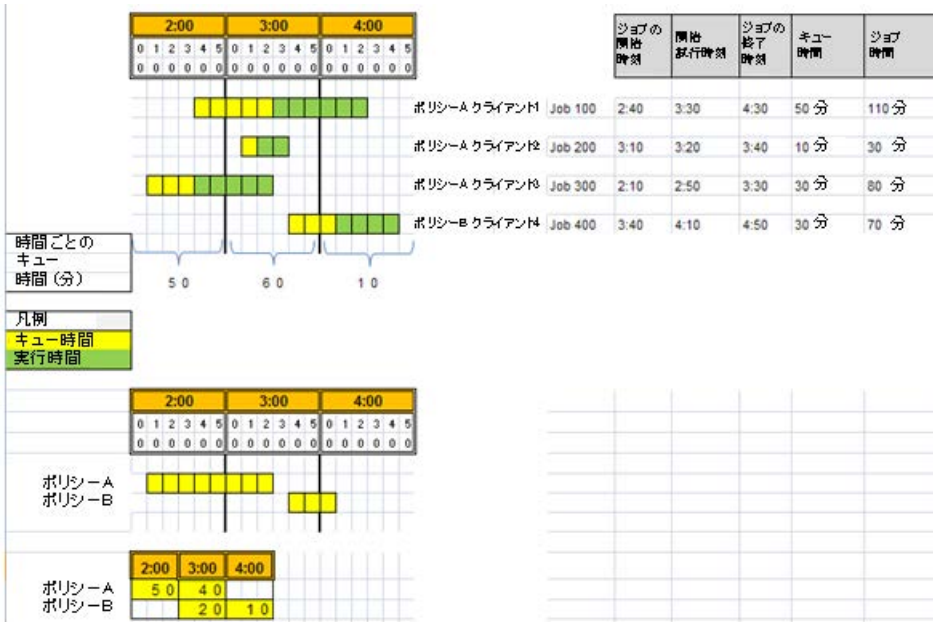 2:00 3:00 4:00
0 1 2 3 4 5 0 1 2 3 4 5 0 1 2 3 4 5
0 0 0 0 0 0 0 0 0 0 0 0 0 0 0 0 0 0
ジョブの開始時刻 開始試行時刻 ジョブの終了時刻 キュー時間 ジョブ時間
ポリシーA クライアント1 Job 100 2:40 3:30 4:30 50 分 110 分
ポリシーA クライアント2 Job 200 3:10 3:20 3:40 10 分 30 分
ポリシーA クライアント3 Job 300 2:10 2:50 3:30 30 分 80 分
ポリシーB クライアント4 Job 400 3:40 4:10 4:50 30 分 70 分
時間ごとの
キュー
時間(分) 50 60 10
凡例
キュー時間
実行時間
2:00 3:00 4:00
0 1 2 3 4 5 0 1 2 3 4 5 0 1 2 3 4 5
0 0 0 0 0 0 0 0 0 0 0 0 0 0 0 0 0 0
ポリシーA
ポリシーB
2:00 3:00 4:00
ポリシーA 50 40
ポリシーB 20 10